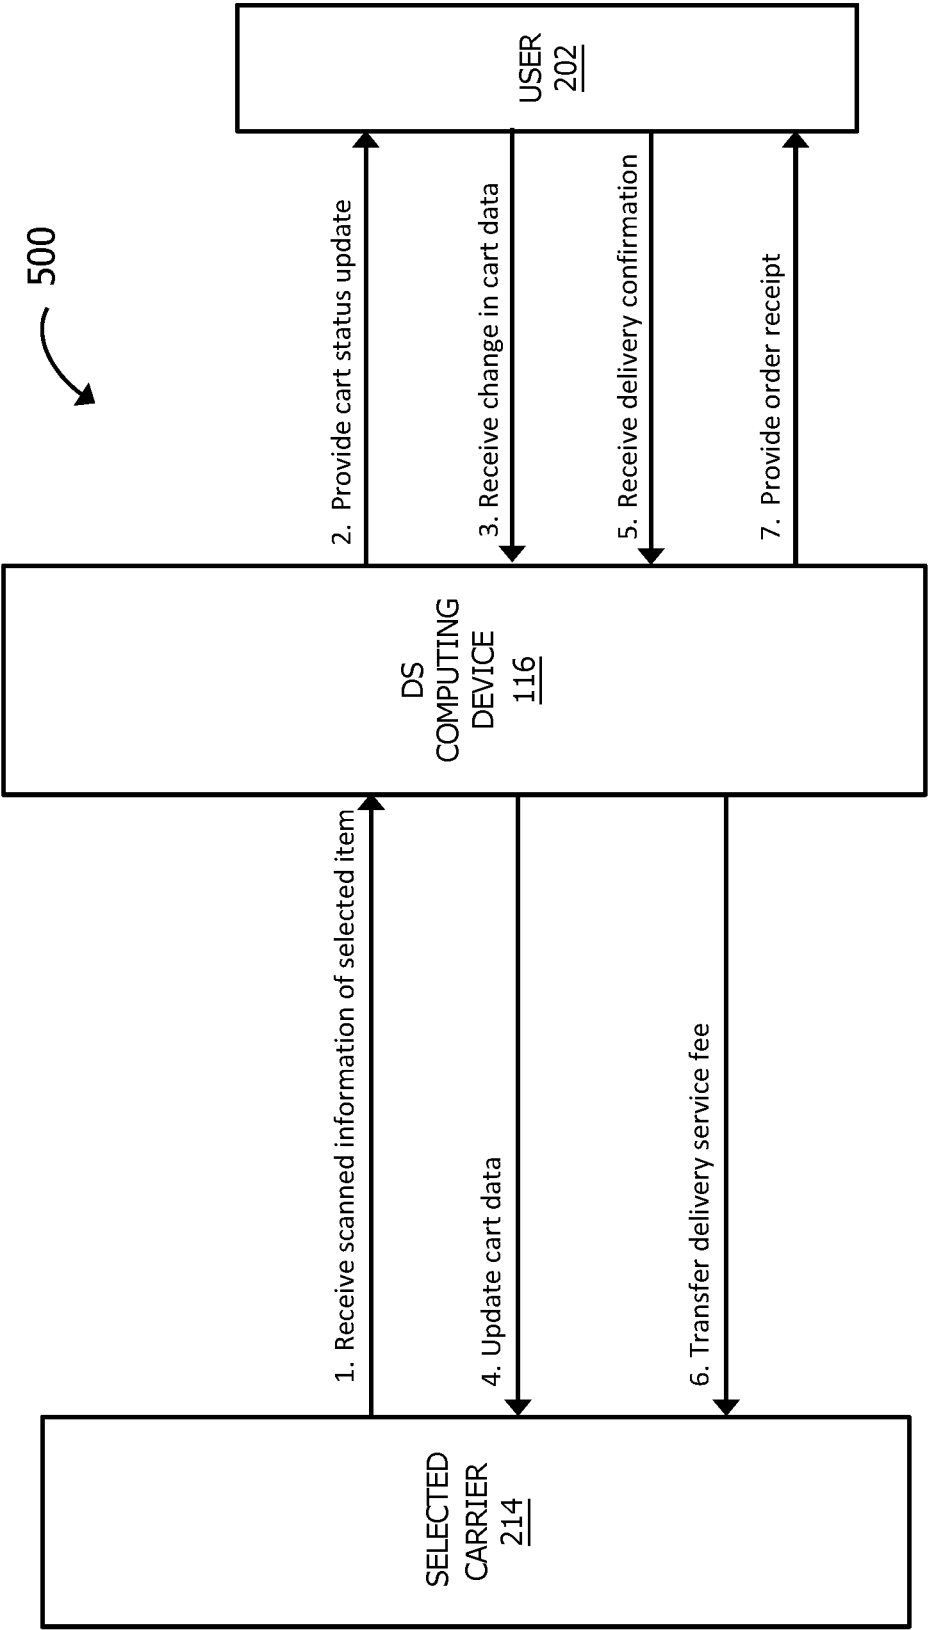 500
SELECTED
CARRIER
214
DS
COMPUTING
DEVICE
116
USER
202
1. Receive scanned information of selected item
2. Provide cart status update
3. Receive change in cart data
4. Update cart data
5. Receive delivery confirmation
6. Transfer delivery service fee
7. Provide order receipt